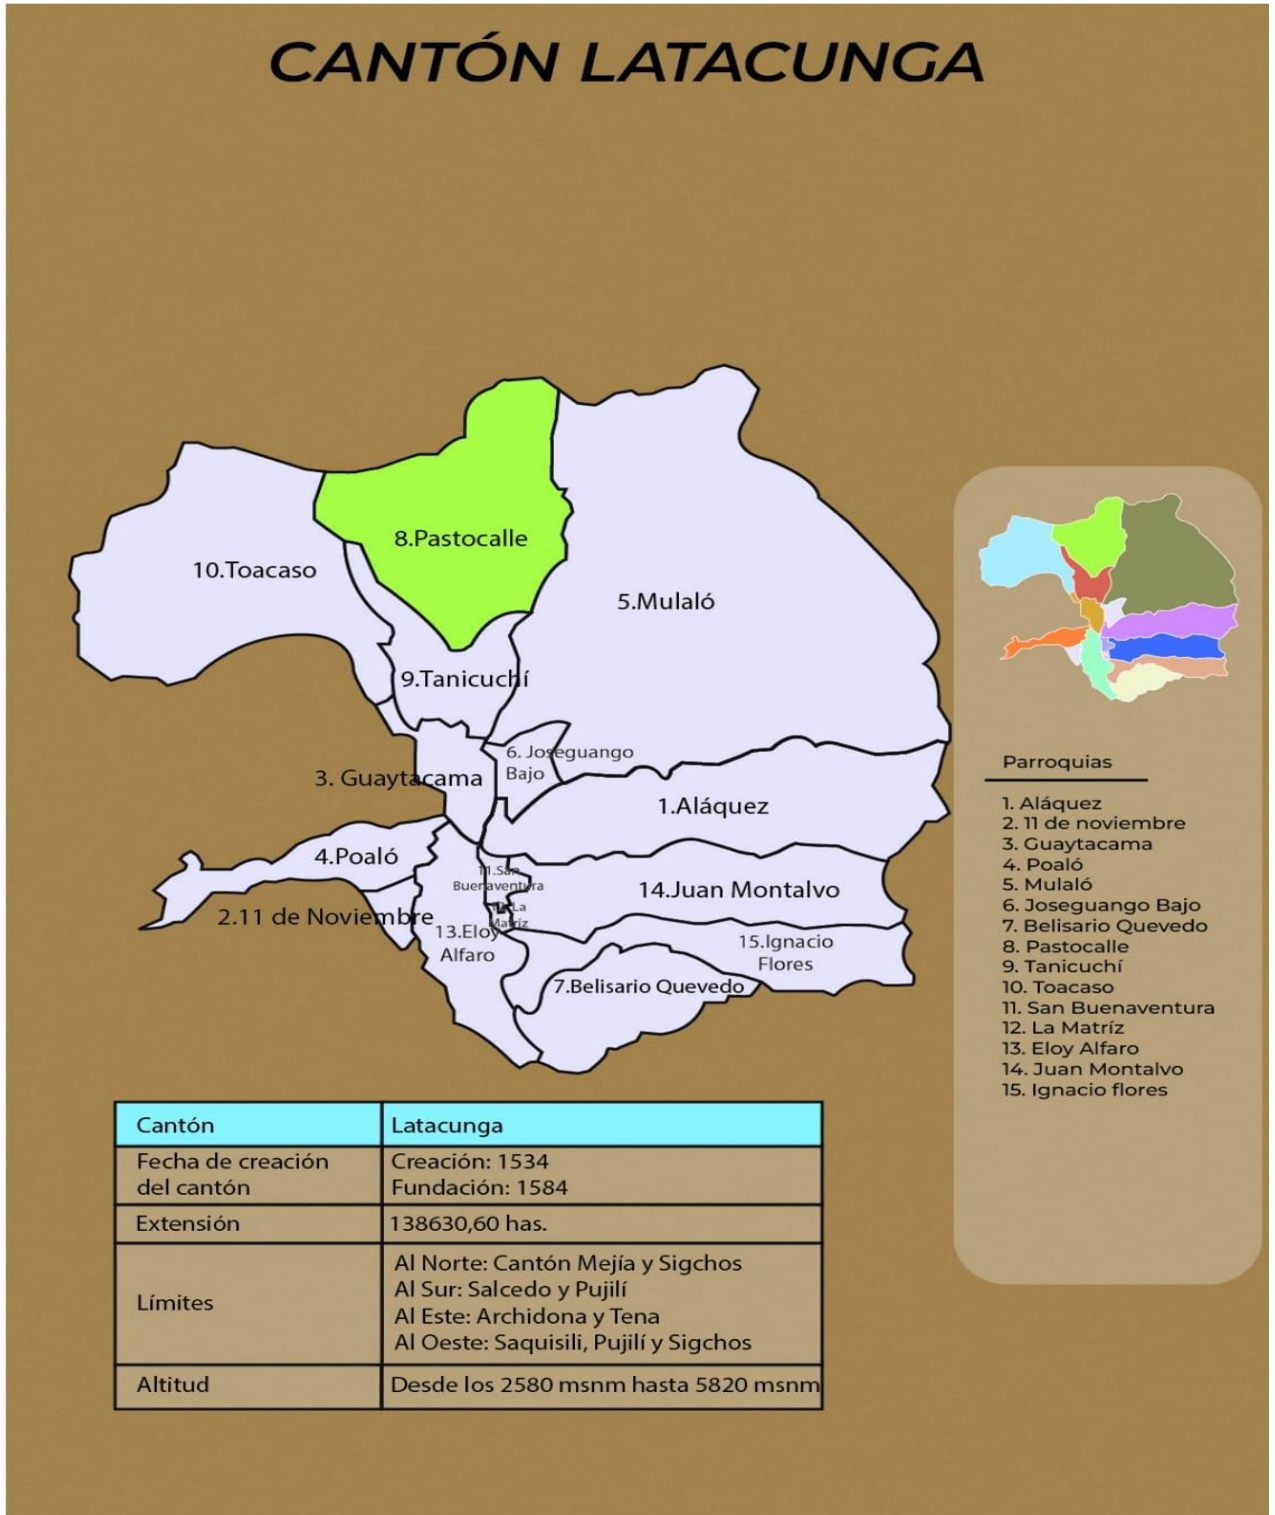 CANTÓN LATACUNGA
8.Pastocalle
10.Toacaso
5.Mulaló
9.Tanicuchí
6. Joseguango
Bajo
3. Guaytacama
1.Aláquez
4.Poaló
11.San
Buenaventura
14.Juan Montalvo
12. La
Matríz
2.11 de Noviembre
13.Eloy
Alfaro
15.Ignacio
Flores
7.Belisario Quevedo
Parroquias
1. Aláquez
2. 11 de noviembre
3. Guaytacama
4. Poaló
5. Mulaló
6. Joseguango Bajo
7. Belisario Quevedo
8. Pastocalle
9. Tanicuchí
10. Toacaso
11. San Buenaventura
12. La Matríz
13. Eloy Alfaro
14. Juan Montalvo
15. Ignacio flores
Cantón Latacunga
Fecha de creación
del cantón
Creación: 1534
Fundación: 1584
Extensión 138630,60 has.
Límites
Al Norte: Cantón Mejía y Sigchos
Al Sur: Salcedo y Pujilí
Al Este: Archidona y Tena
Al Oeste: Saquisili, Pujilí y Sigchos
Altitud Desde los 2580 msnm hasta 5820 msnm